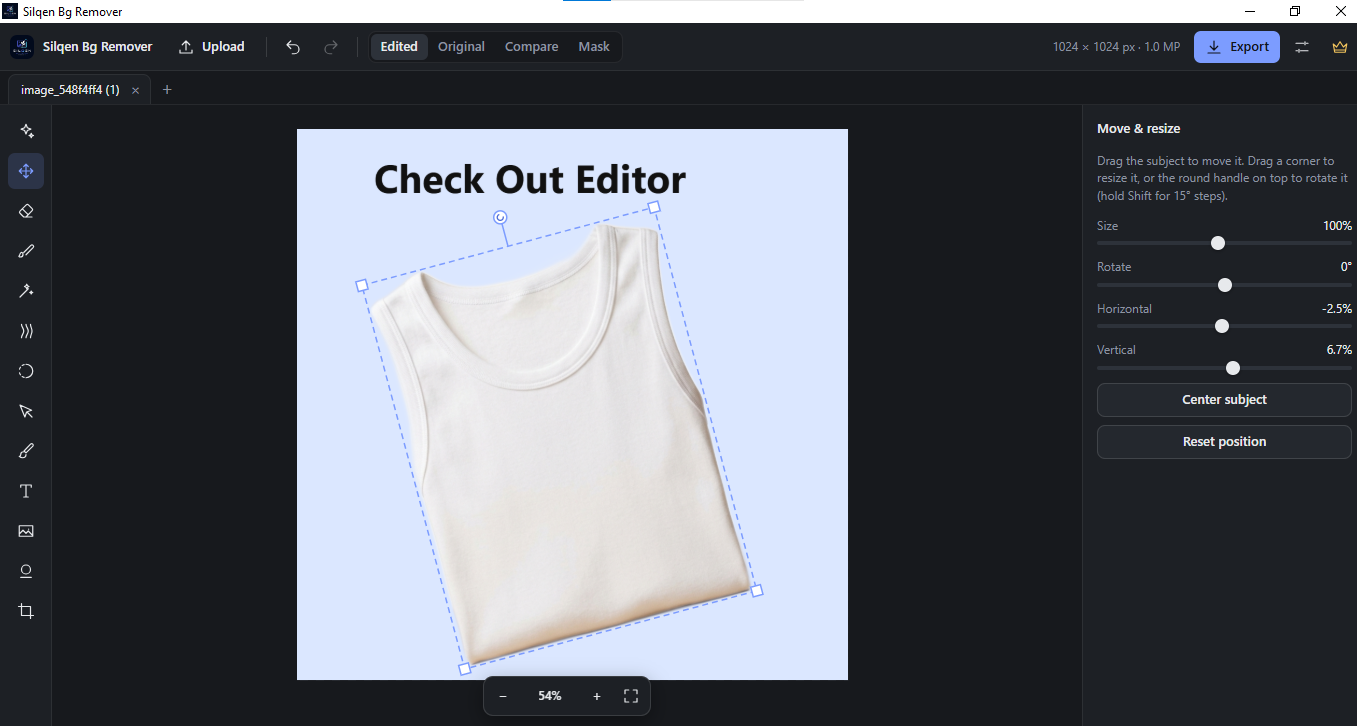 Silqen Bg Remover
Silqen Bg Remover
Upload
Edited
Original
Compare
Mask
1024 × 1024 px · 1.0 MP
Export
image_548f4ff4 (1)
Check Out Editor
Move & resize
Drag the subject to move it. Drag a corner to
resize it, or the round handle on top to rotate it
(hold Shift for 15° steps).
Size
100%
Rotate
0°
Horizontal
-2.5%
Vertical
6.7%
Center subject
Reset position
54%